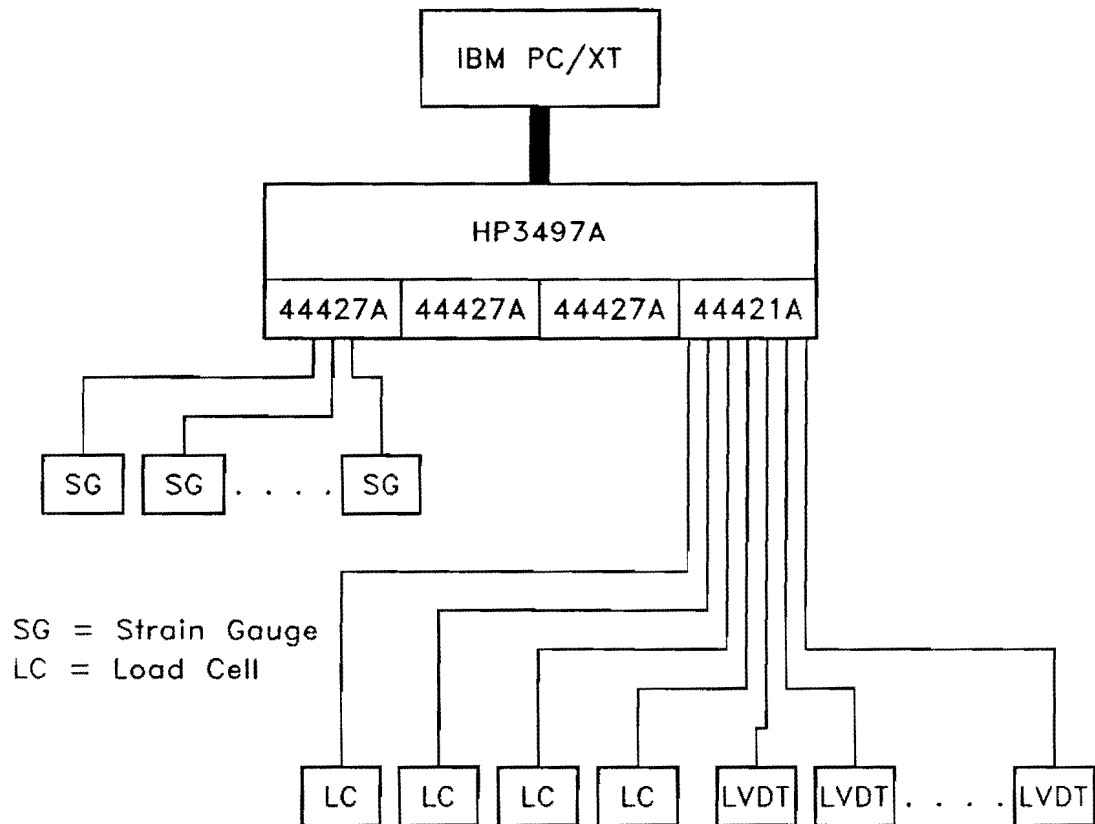 IBM PC/XT
HP3497A
44427A 44427A 44427A 44421A
SG SG . . . . SG
SG = Strain Gauge
LC = Load Cell
LC LC LC LC LVDT LVDT . . . . LVDT